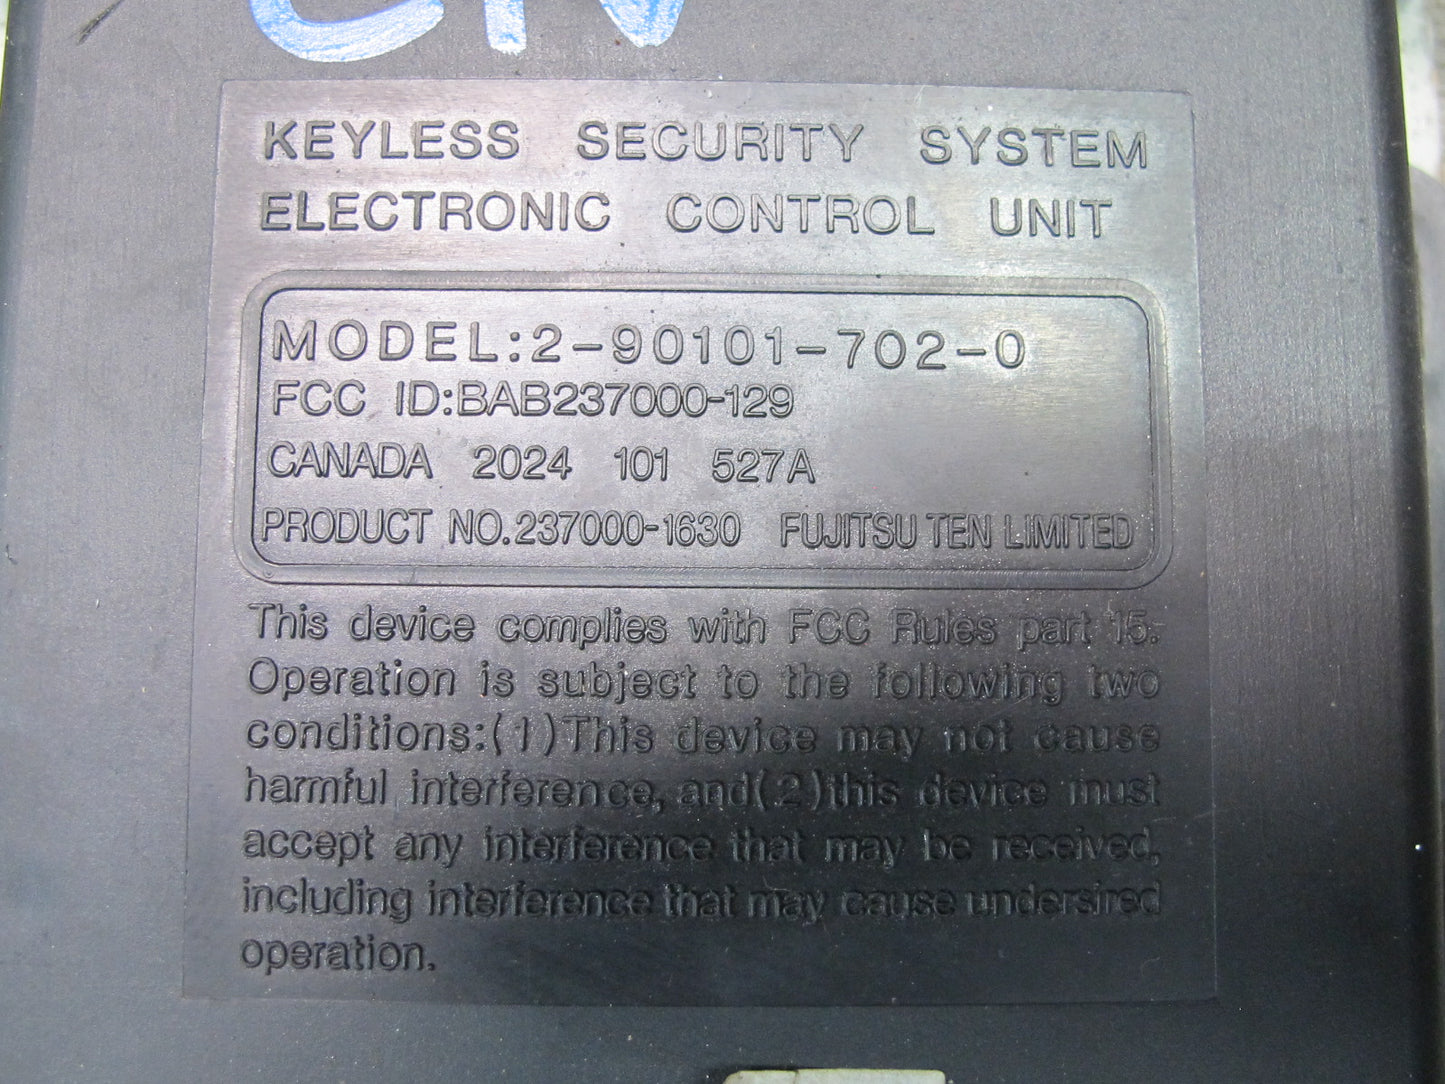 KEYLESS SECURITY SYSTEM
ELECTRONIC CONTROL UNIT
MODEL:2-90101-702-0
FCC ID:BAB237000-129
CANADA 2024 101 527A
PRODUCT NO.237000-1630 FUJITSU TEN LIMITED
This device complies with FCC Rules part 15.
Operation is subject to the following two
conditions:(1)This device may not cause
harmful interference, and(2)this device must
accept any interference that may be received,
including interference that may cause undersired
operation.